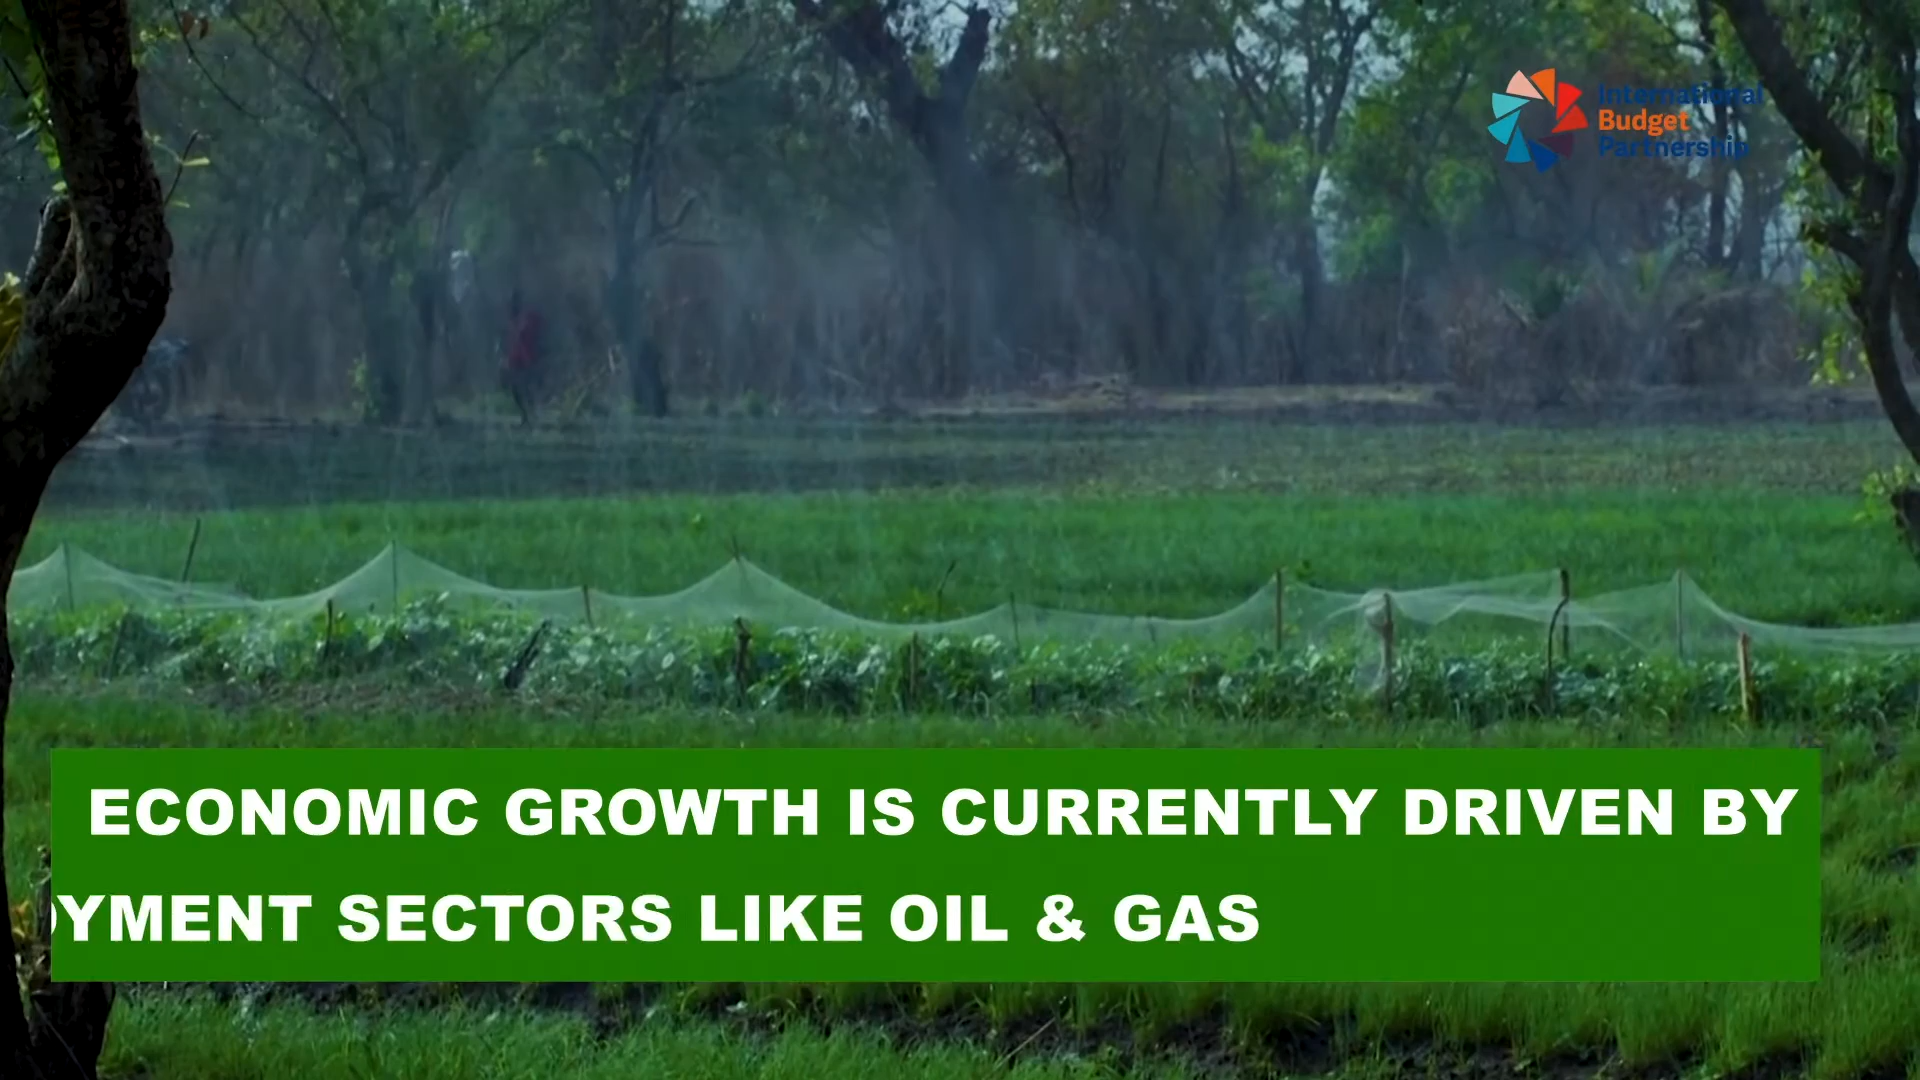 International
Budget
Partnership
ECONOMIC GROWTH IS CURRENTLY DRIVEN BY
YMENT SECTORS LIKE OIL & GAS